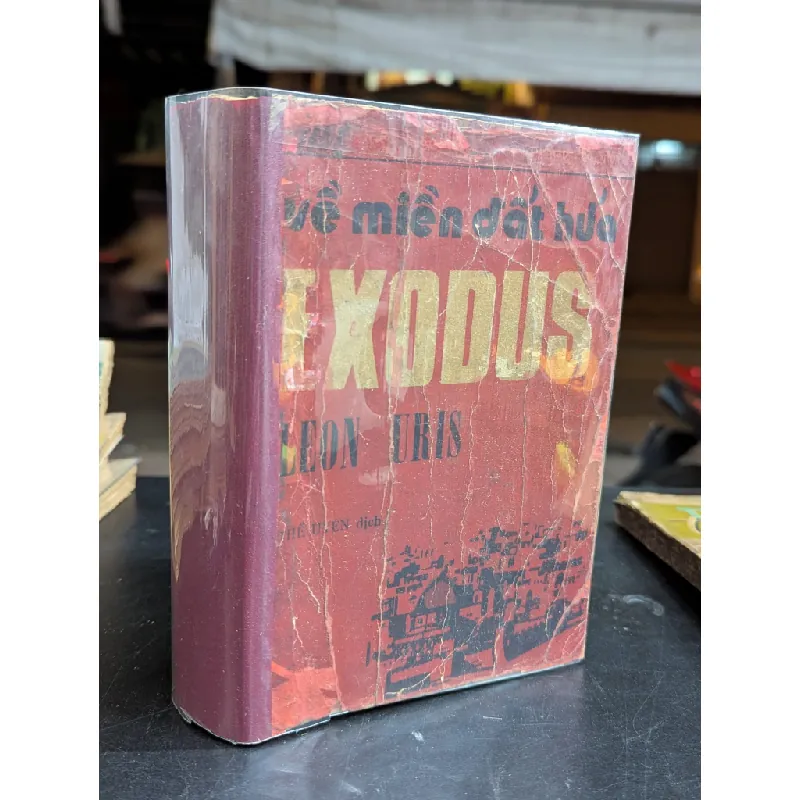 về miền đất hứa
EXODUS
LEON URIS
dịch